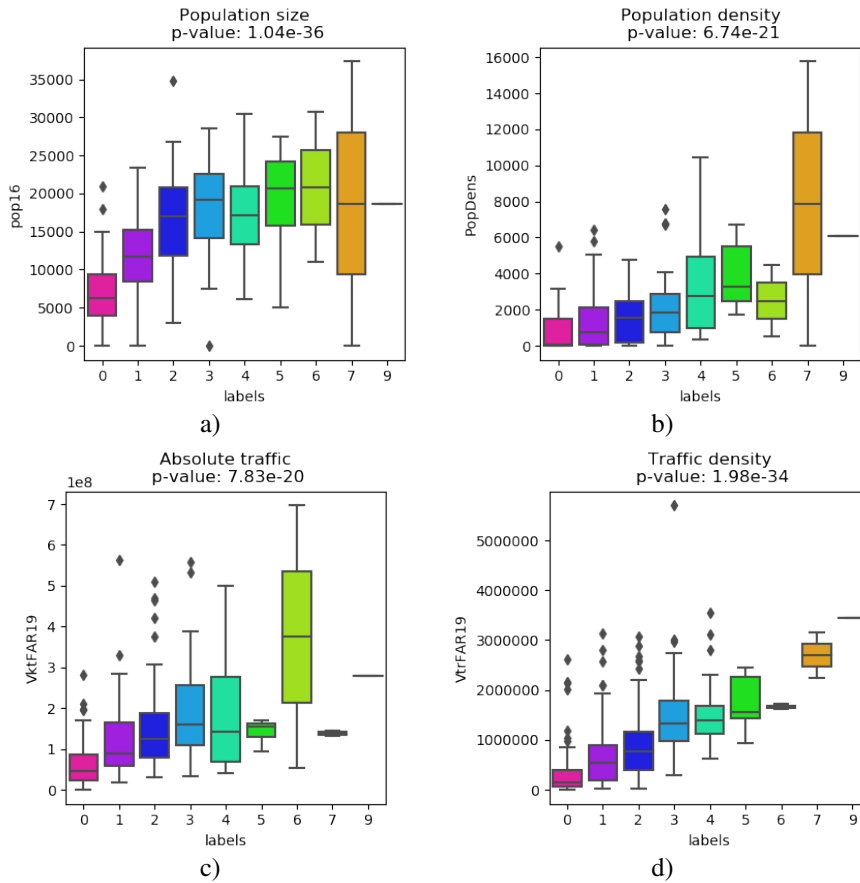 Population size
p-value: 1.04e-36
35000
30000
25000
20000
15000
10000
5000
0
pop16
0 1 2 3 4 5 6 7 9
labels
a)
Population density
p-value: 6.74e-21
16000
14000
12000
10000
8000
6000
4000
2000
0
PopDens
0 1 2 3 4 5 6 7 9
labels
b)
Absolute traffic
p-value: 7.83e-20
1e8
7
6
5
4
3
2
1
0
VktFAR19
0 1 2 3 4 5 6 7 9
labels
c)
Traffic density
p-value: 1.98e-34
5000000
4000000
3000000
2000000
1000000
0
VtrFAR19
0 1 2 3 4 5 6 7 9
labels
d)